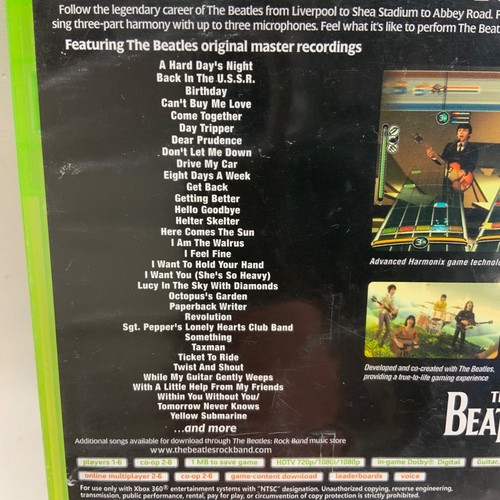 Follow the legendary career of The Beatles from Liverpool to Shea Stadium to Abbey Road.
sing three-part harmony with up to three microphones. Feel what it's like to perform The
Featuring The Beatles original master recordings
A Hard Day's Night
Back In The U.S.S.R.
Birthday
Can't Buy Me Love
Come Together
Day Tripper
Dear Prudence
Don't Let Me Down
Drive My Car
Eight Days A Week
Get Back
Getting Better
Hello Goodbye
Helter Skelter
Here Comes The Sun
I Am The Walrus
I Feel Fine
I Want To Hold Your Hand
I Want You (She's So Heavy)
Lucy In The Sky With Diamonds
Octopus's Garden
Paperback Writer
Revolution
Sgt. Pepper's Lonely Hearts Club Band
Something
Taxman
Ticket To Ride
Twist And Shout
While My Guitar Gently Weeps
With A Little Help From My Friends
Within You Without You/
Tomorrow Never Knows
Yellow Submarine
...and more
3x
3x
Advanced Harmonix game
Developed and co-created with The Beatles,
providing a true-to-life gaming experience
Additional songs available for download through The Beatles: Rock Band music store
www.thebeatlesrockband.com
players 1-6 co-op 2-6 1 MB to save game HDTV 720p/1080i/1080p in-game Dolby® Digital
online multiplayer 2-6 co-op 2-6 game content download leaderboards voice
For use only with Xbox 360® entertainment systems with "NTSC" designation. Unauthorized copying, reverse engineering,
transmission, public performance, rental, pay for play, or circumvention of copy protection is strictly prohibited.